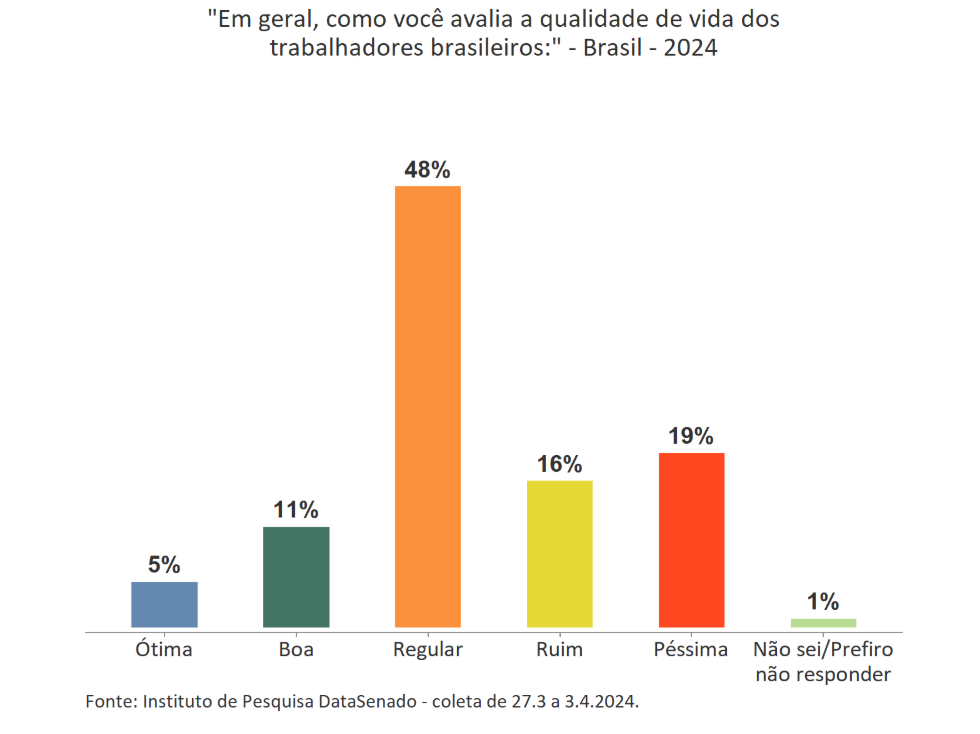 "Em geral, como você avalia a qualidade de vida dos
trabalhadores brasileiros:" - Brasil - 2024
48%
19%
16%
11%
5%
1%
Ótima
Boa
Regular
Ruim
Péssima
Não sei/Prefiro
não responder
Fonte: Instituto de Pesquisa DataSenado - coleta de 27.3 a 3.4.2024.